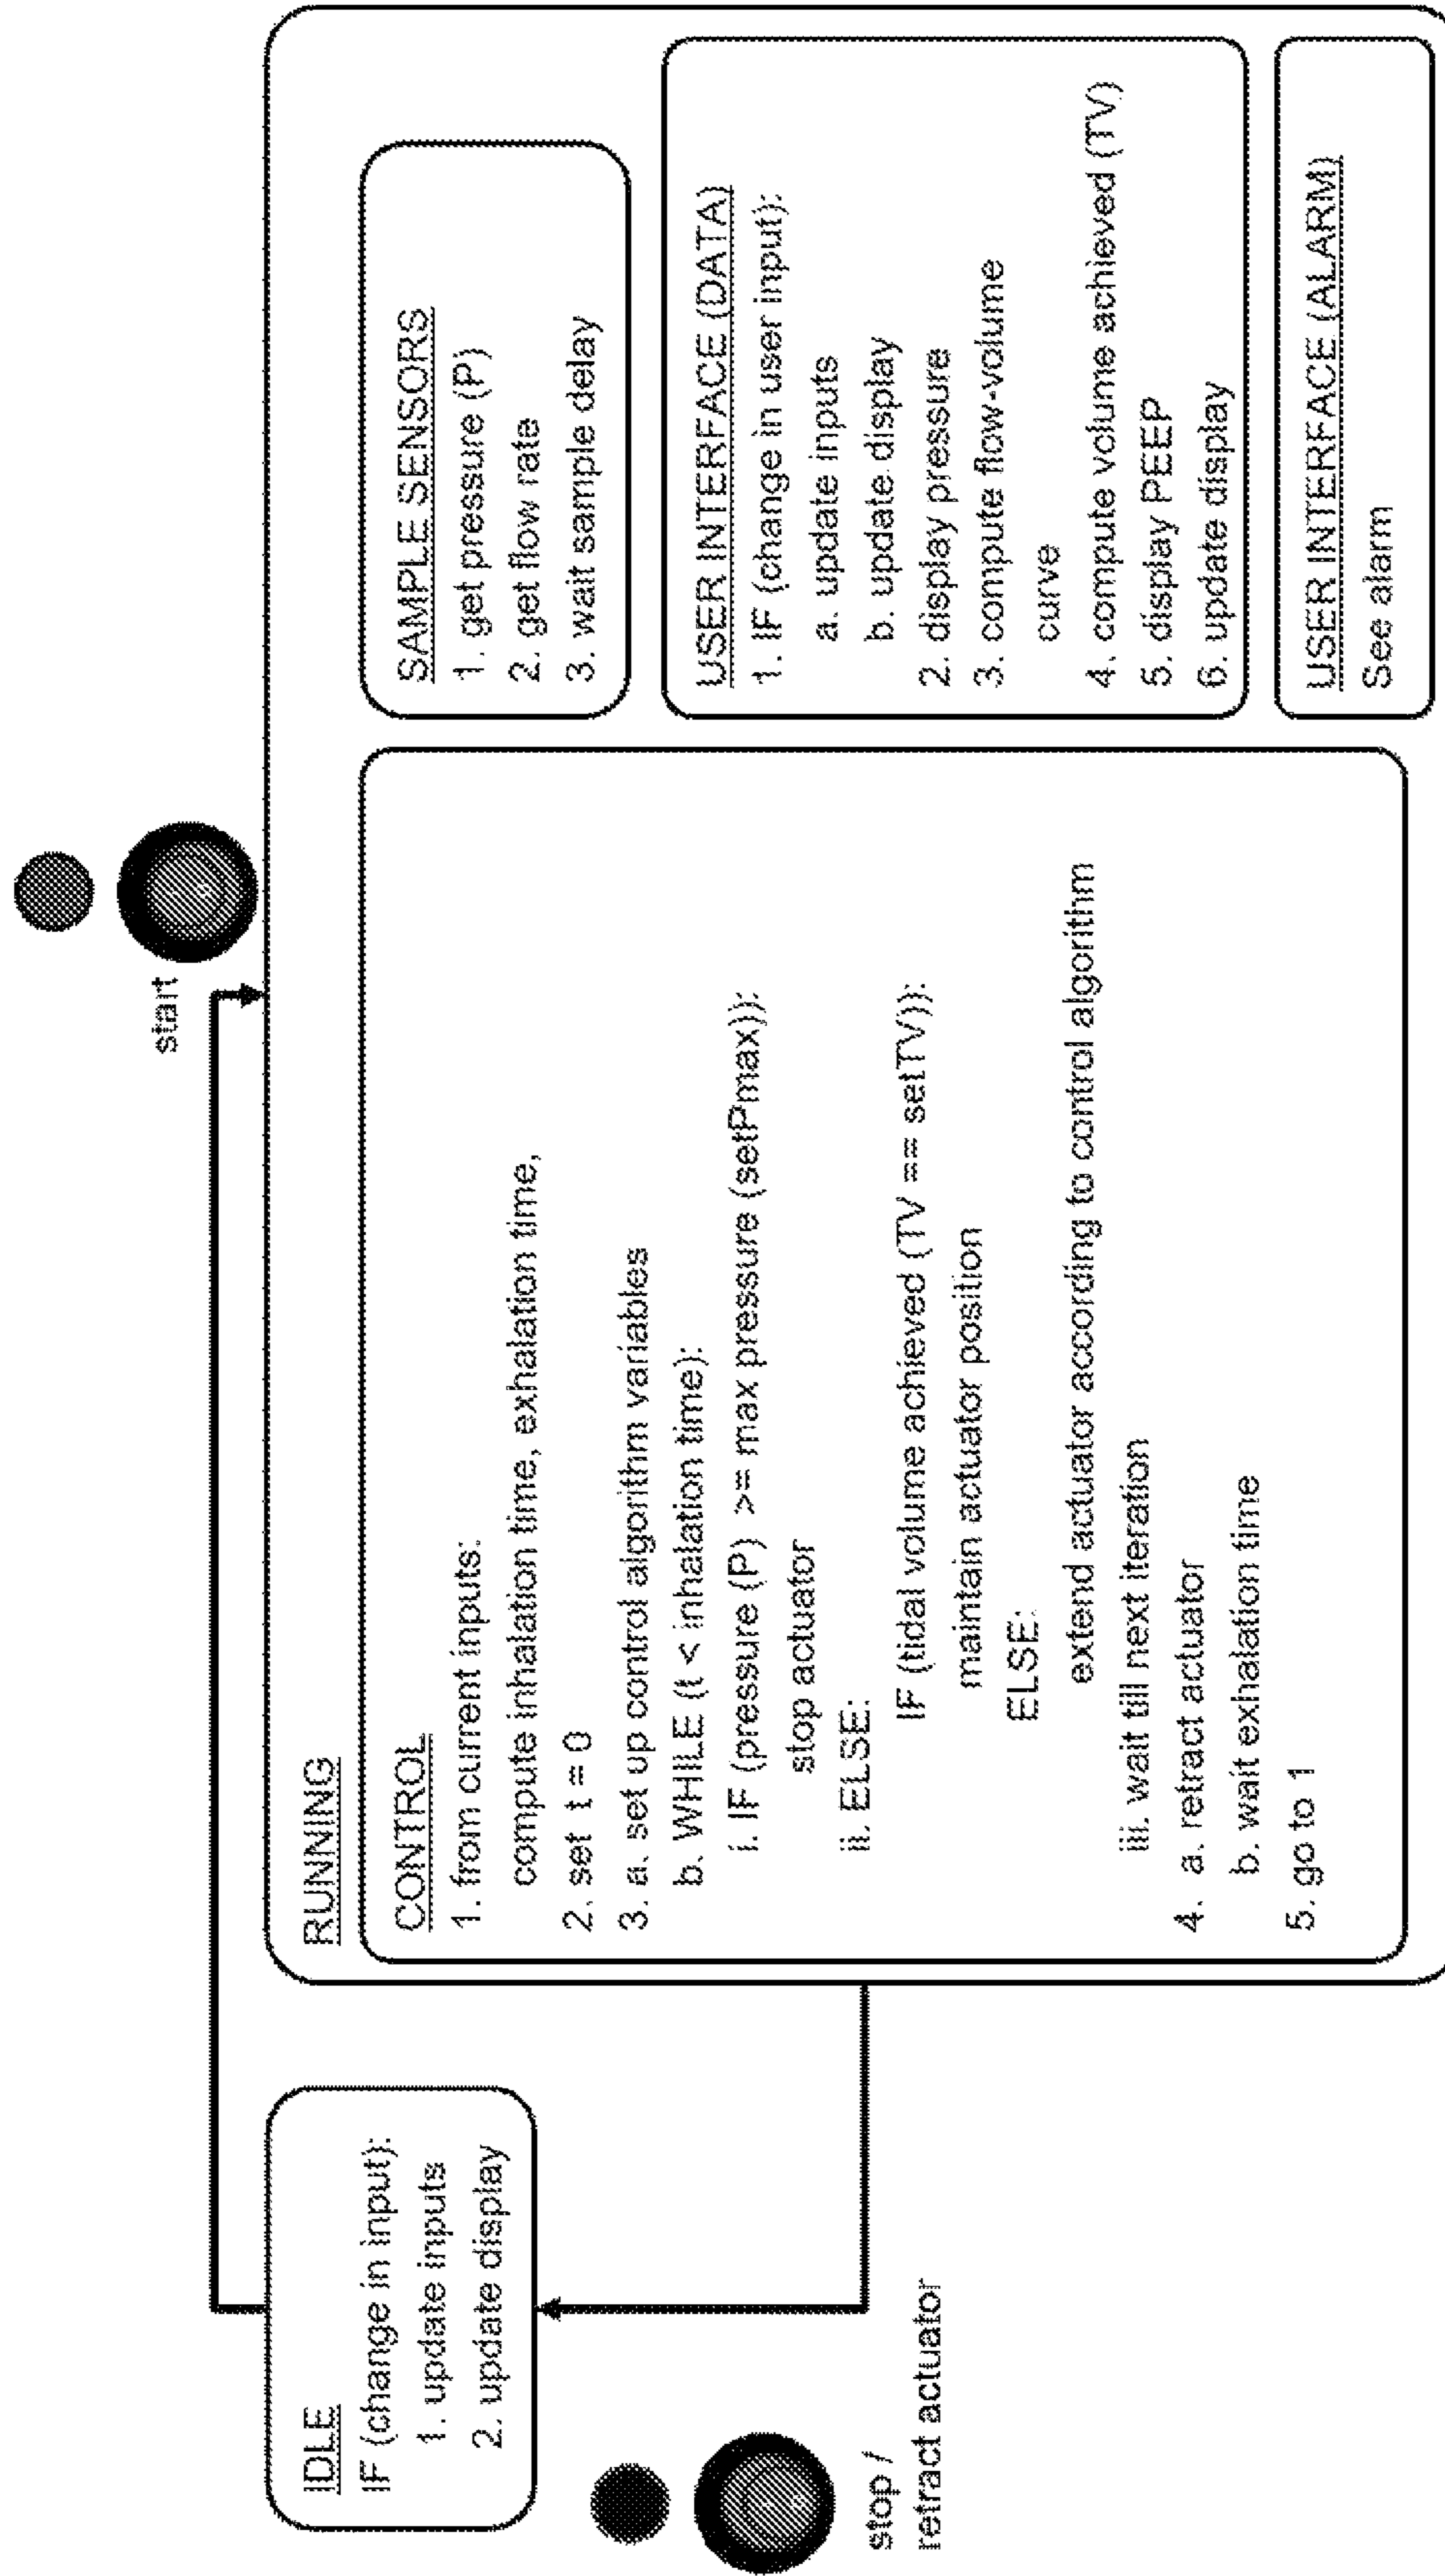 start
IDLE
IF (change in input):
1. update inputs
2. update display
stop /
retract actuator
RUNNING
CONTROL
1. from current inputs:
compute inhalation time, exhalation time,
2. set t = 0
3. a. set up control algorithm variables
b. WHILE (t < inhalation time):
i. IF (pressure (P) >= max pressure (setPmax)):
stop actuator
ii. ELSE:
IF (tidal volume achieved (TV == setTV)):
maintain actuator position
ELSE:
extend actuator according to control algorithm
iii. wait till next iteration
4. a. retract actuator
b. wait exhalation time
5. go to 1
SAMPLE SENSORS
1. get pressure (P)
2. get flow rate
3. wait sample delay
USER INTERFACE (DATA)
1. IF (change in user input):
a. update inputs
b. update display
2. display pressure
3. compute flow-volume
curve
4. compute volume achieved (TV)
5. display PEEP
6. update display
USER INTERFACE (ALARM)
See alarm